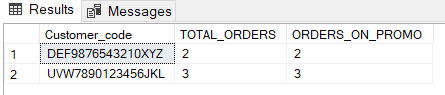 Results Messages
Customer_code TOTAL_ORDERS ORDERS_ON_PROMO
1 DEF9876543210XYZ 2 2
2 UVW7890123456JKL 3 3